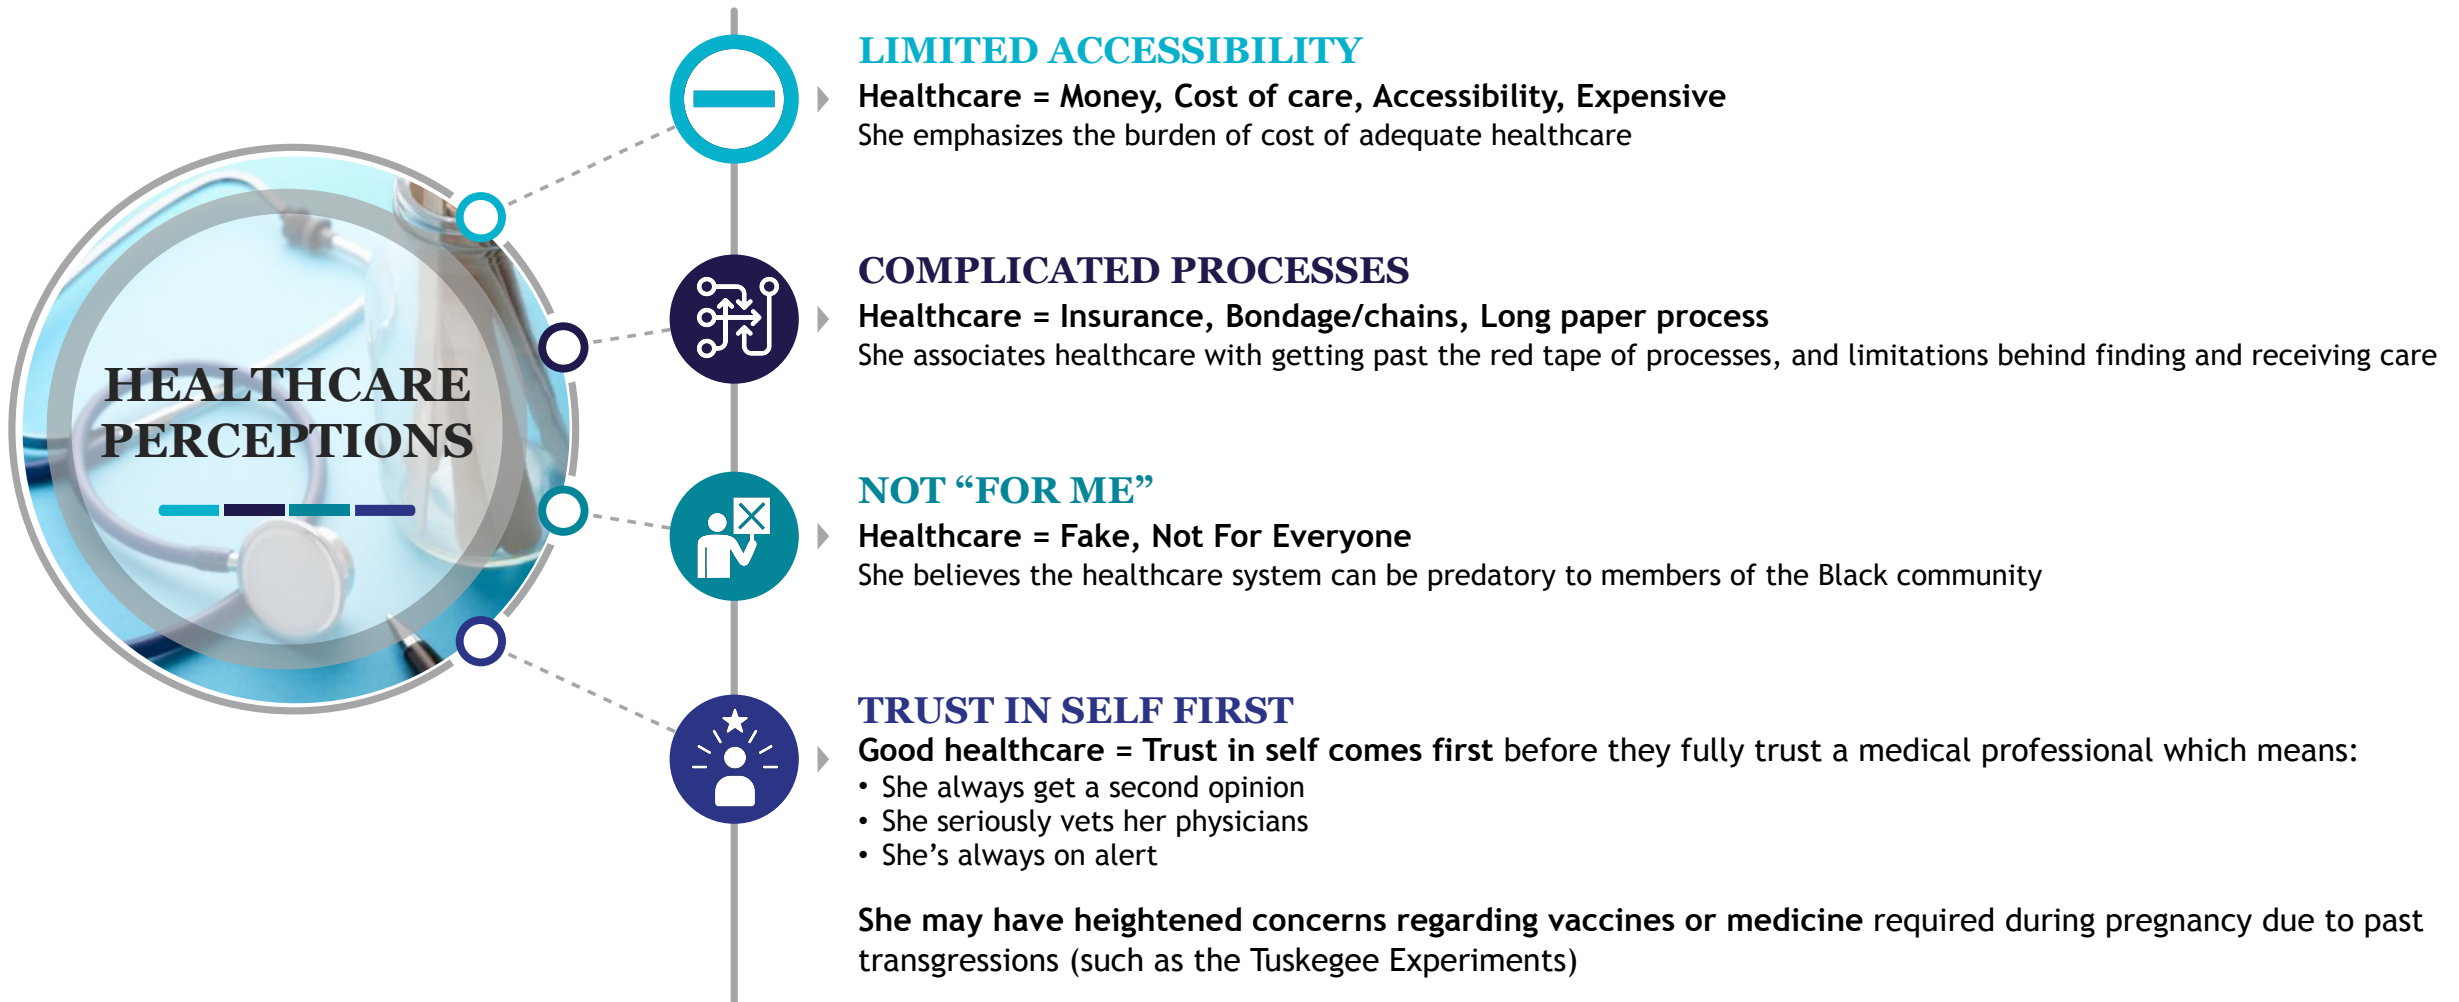 HEALTHCARE
PERCEPTIONS
LIMITED ACCESSIBILITY
Healthcare = Money, Cost of care, Accessibility, Expensive
She emphasizes the burden of cost of adequate healthcare
COMPLICATED PROCESSES
Healthcare = Insurance, Bondage/chains, Long paper process
She associates healthcare with getting past the red tape of processes, and limitations behind finding and receiving care
NOT “FOR ME”
Healthcare = Fake, Not For Everyone
She believes the healthcare system can be predatory to members of the Black community
TRUST IN SELF FIRST
Good healthcare = Trust in self comes first before they fully trust a medical professional which means:
• She always get a second opinion
• She seriously vets her physicians
• She’s always on alert
She may have heightened concerns regarding vaccines or medicine required during pregnancy due to past
transgressions (such as the Tuskegee Experiments)